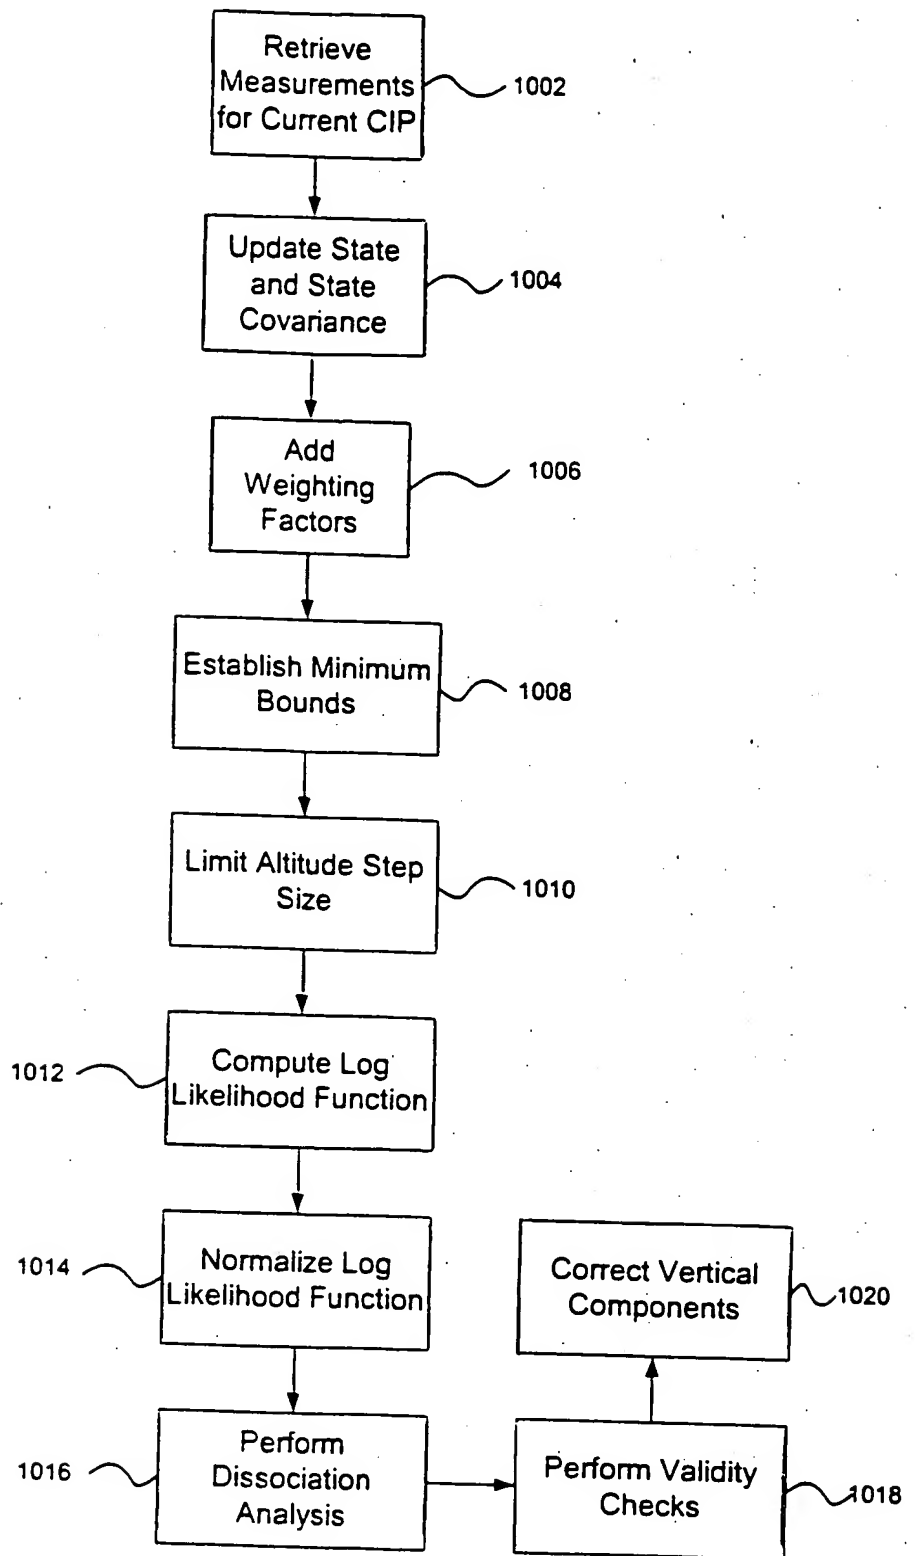 Retrieve
Measurements
for Current CIP
1002
Update State
and State
Covariance
1004
Add
Weighting
Factors
1006
Establish Minimum
Bounds
1008
Limit Altitude Step
Size
1010
Compute Log
Likelihood Function
1012
Normalize Log
Likelihood Function
1014
Perform
Dissociation
Analysis
1016
Perform Validity
Checks
1018
Correct Vertical
Components
1020